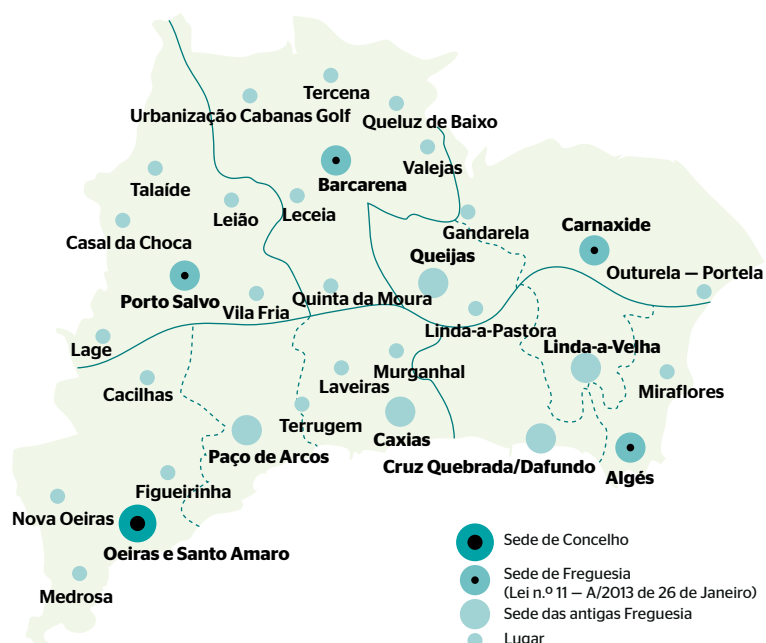 Tercena
Urbanização Cabanas Golf
Queluz de Baixo
Valejas
Barcarena
Talaíde
Leceia
Leião
Gandarela
Carnaxide
Casal da Choca
Queijas
Outurela — Portela
Porto Salvo
Quinta da Moura
Vila Fria
Linda-a-Pastora
Lage
Linda-a-Velha
Murganhal
Laveiras
Cacilhas
Miraflores
Terrugem
Caxias
Paço de Arcos
Cruz Quebrada/Dafundo
Algés
Figueirinha
Nova Oeiras
Oeiras e Santo Amaro
Medrosa
Sede de Concelho
Sede de Freguesia
(Lei n.º 11 — A/2013 de 26 de Janeiro)
Sede das antigas Freguesia
Lugar